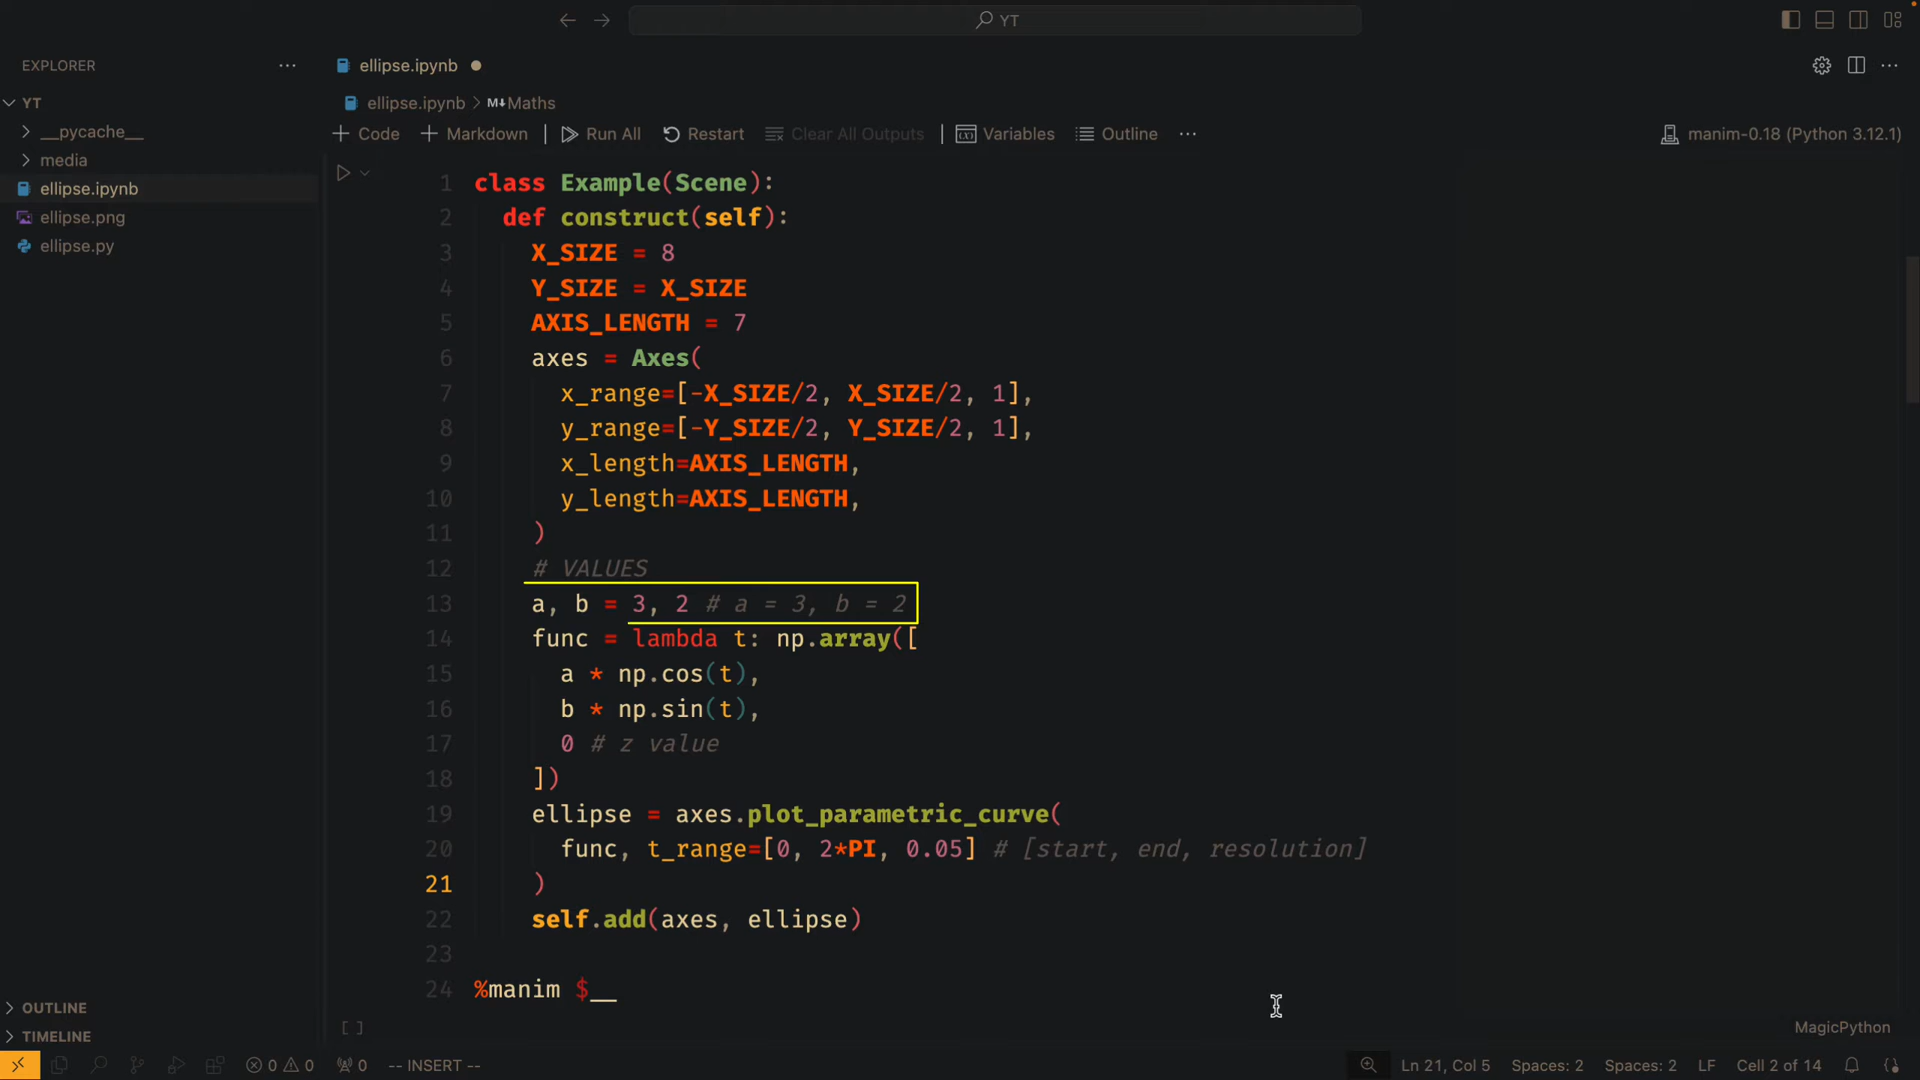 YT
EXPLORER
ellipse.ipynb
YT
ellipse.ipynb > Maths
__pycache__
+ Code + Markdown Run All Restart Clear All Outputs Variables Outline ...
manim-0.18 (Python 3.12.1)
media
ellipse.ipynb
ellipse.png
ellipse.py
1 class Example(Scene):
2 def construct(self):
3 X_SIZE = 8
4 Y_SIZE = X_SIZE
5 AXIS_LENGTH = 7
6 axes = Axes(
7 x_range=[-X_SIZE/2, X_SIZE/2, 1],
8 y_range=[-Y_SIZE/2, Y_SIZE/2, 1],
9 x_length=AXIS_LENGTH,
10 y_length=AXIS_LENGTH,
11 )
12 # VALUES
13 a, b = 3, 2 # a = 3, b = 2
14 func = lambda t: np.array([
15 a * np.cos(t),
16 b * np.sin(t),
17 0 # z value
18 ])
19 ellipse = axes.plot_parametric_curve(
20 func, t_range=[0, 2*PI, 0.05] # [start, end, resolution]
21 )
22 self.add(axes, ellipse)
23
24 %manim $__
[ ]
MagicPython
OUTLINE
TIMELINE
0 0 0 -- INSERT -- Ln 21, Col 5 Spaces: 2 Spaces: 2 LF Cell 2 of 14